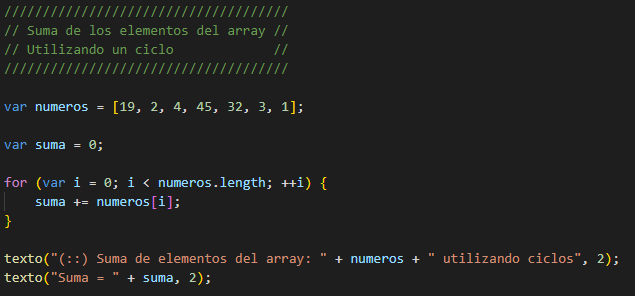 /////////////////////////////////////
// Suma de los elementos del array //
// Utilizando un ciclo             //
/////////////////////////////////////
var numeros = [19, 2, 4, 45, 32, 3, 1];
var suma = 0;
for (var i = 0; i < numeros.length; ++i) {
    suma += numeros[i];
}
texto("(::) Suma de elementos del array: " + numeros + " utilizando ciclos", 2);
texto("Suma = " + suma, 2);